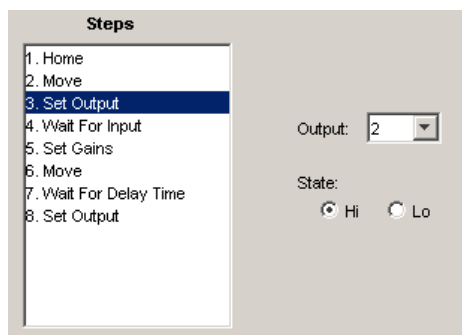 Steps
1. Home
2. Move
3. Set Output
4. Wait For Input
5. Set Gains
6. Move
7. Wait For Delay Time
8. Set Output
Output: 2
State:
Hi Lo